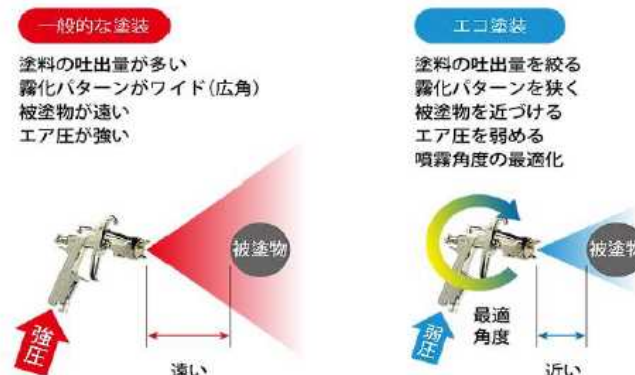 一般的な塗装
塗料の吐出量が多い
霧化パターンがワイド（広角）
被塗物が遠い
エア圧が強い
被塗物
強圧
遠い
エコ塗装
塗料の吐出量を絞る
霧化パターンを狭く
被塗物を近づける
エア圧を弱める
噴霧角度の最適化
被塗物
最適
角度
弱圧
近い